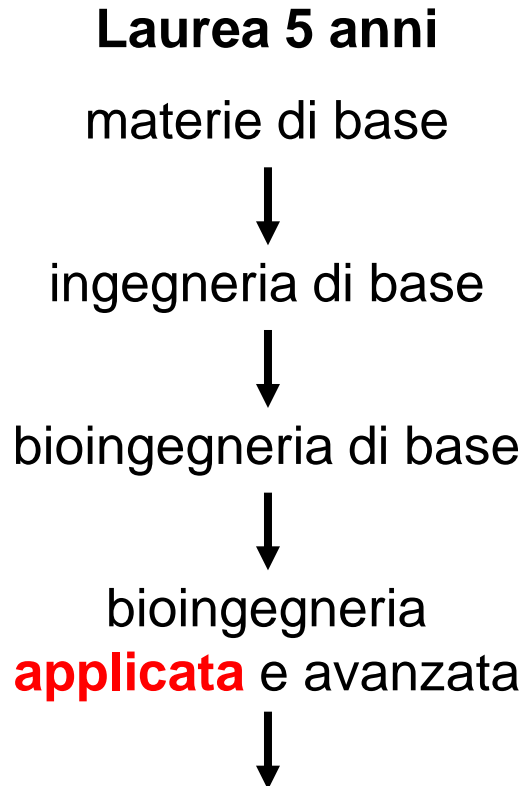 Laurea 5 anni
materie di base
ingegneria di base
bioingegneria di base
bioingegneria
applicata e avanzata